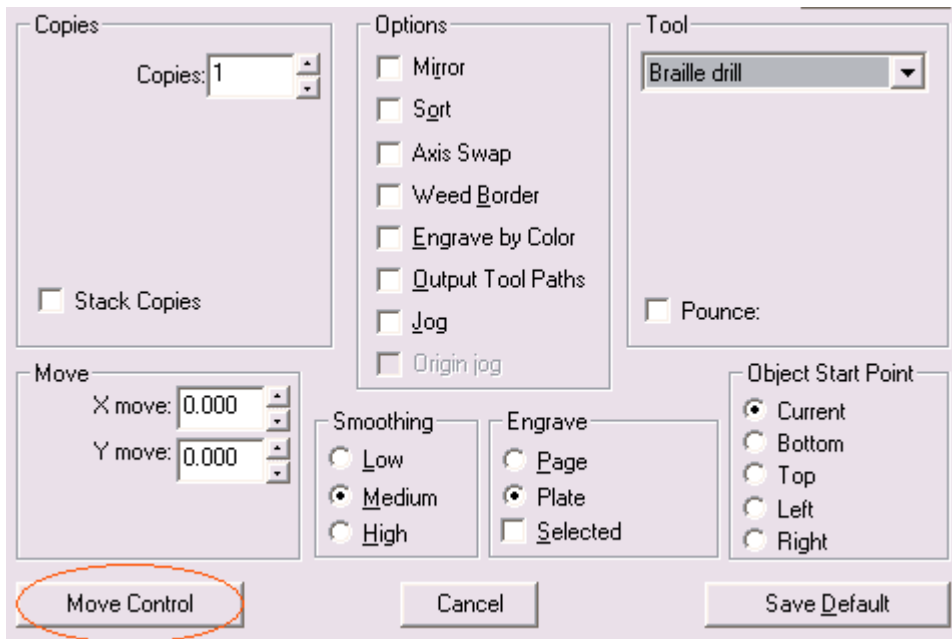 Copies
Copies: 1
Stack Copies
Options
Mirror
Sort
Axis Swap
Weed Border
Engrave by Color
Output Tool Paths
Jog
Origin jog
Tool
Braille drill
Pounce:
Move
X move: 0.000
Y move: 0.000
Smoothing
Low
Medium
High
Engrave
Page
Plate
Selected
Object Start Point
Current
Bottom
Top
Left
Right
Move Control
Cancel
Save Default